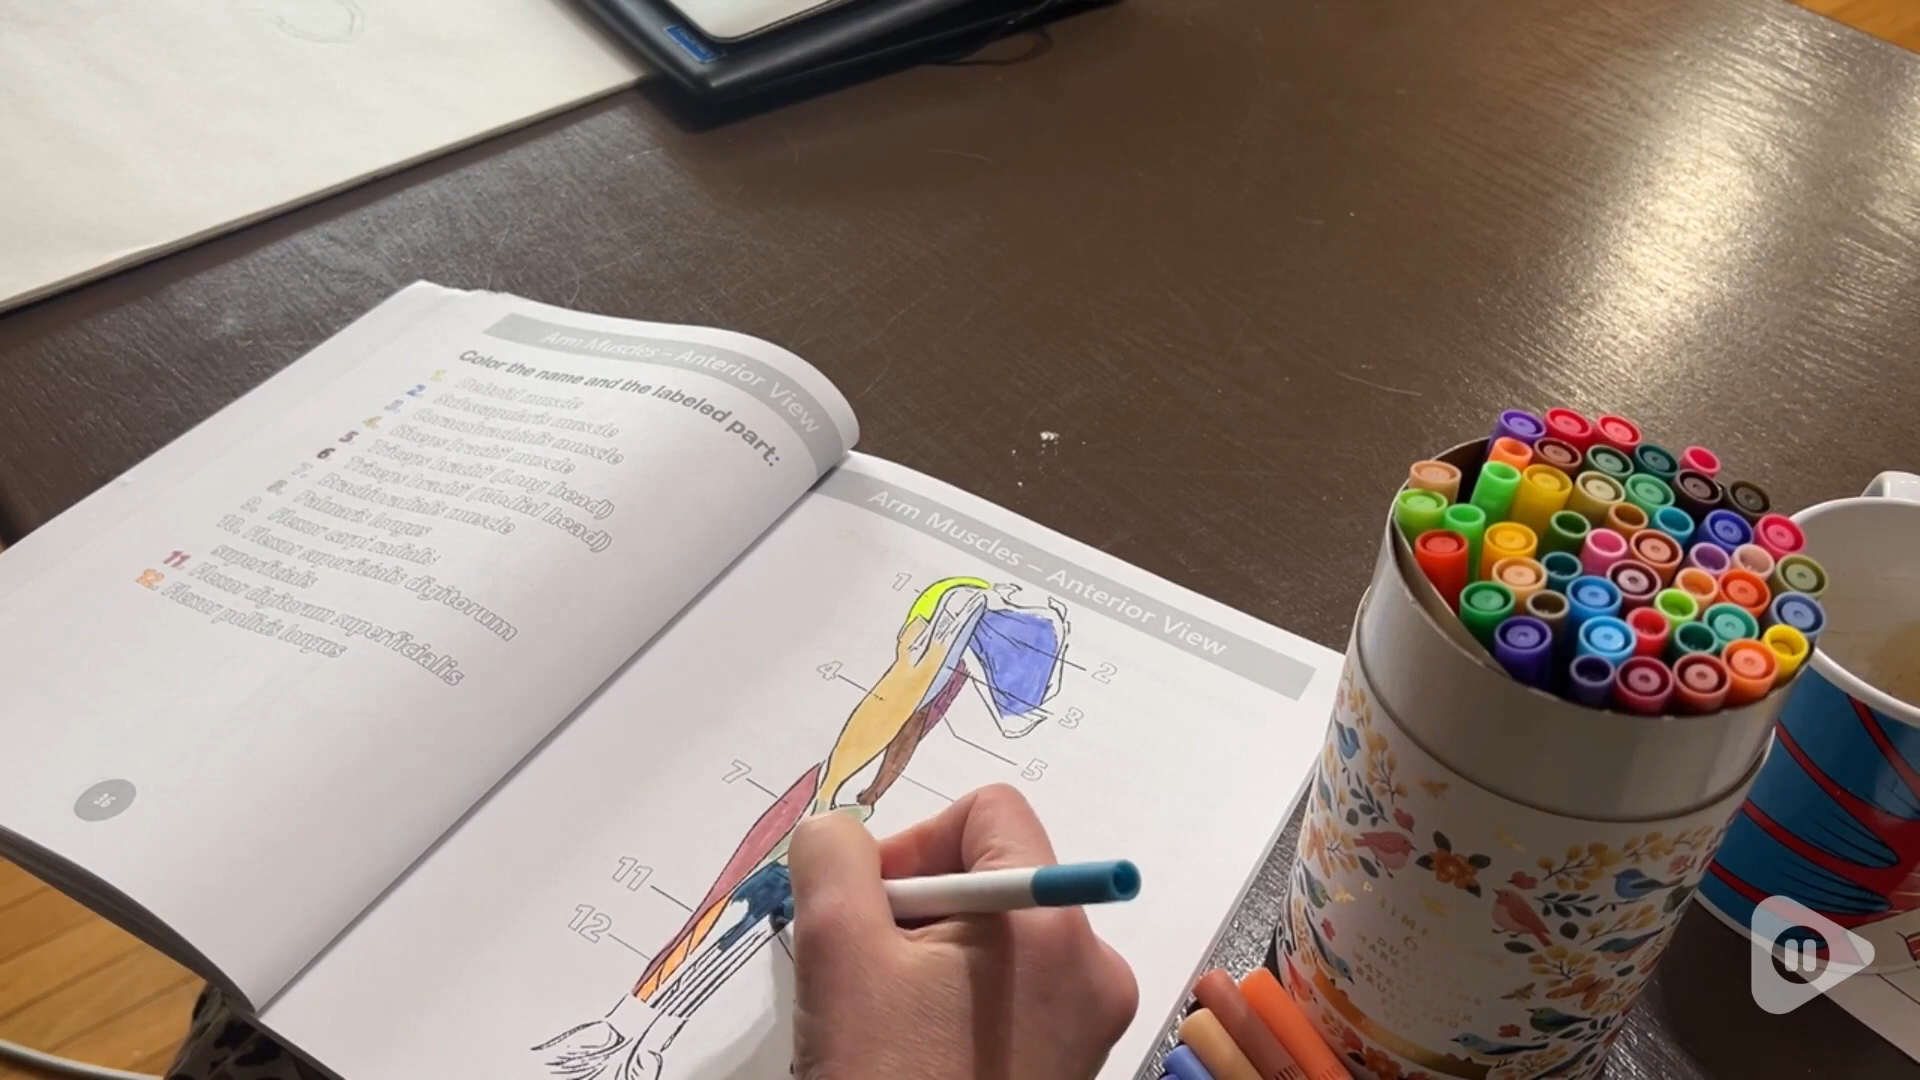 Arm Muscles – Anterior View
Color the name and the labeled part:
1. Deltoid muscle
2. Subscapularis muscle
3. Coracobrachialis muscle
4. Biceps brachii muscle
5. Triceps brachii (Long head)
6. Triceps brachii (Medial head)
7. Brachioradialis muscle
8. Palmaris longus
9. Flexor carpi radialis
10. Flexor superficialis digitorum
superficialis
11. Flexor digitorum superficialis
12. Flexor pollicis longus
36
Arm Muscles – Anterior View
1
2
4
3
5
7
11
12